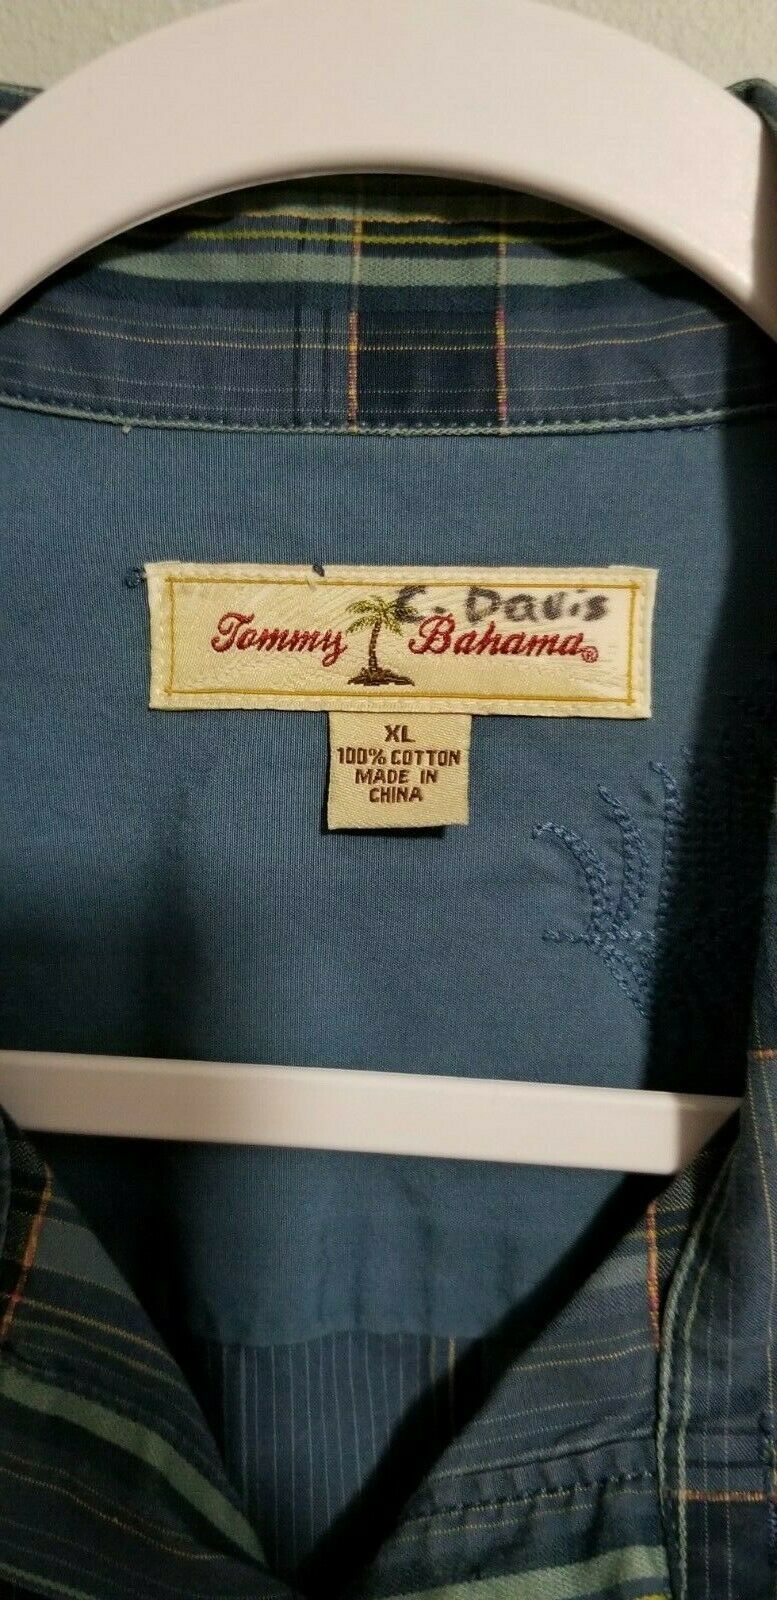 C. Davis
Tommy Bahama®
XL
100% COTTON
MADE IN
CHINA